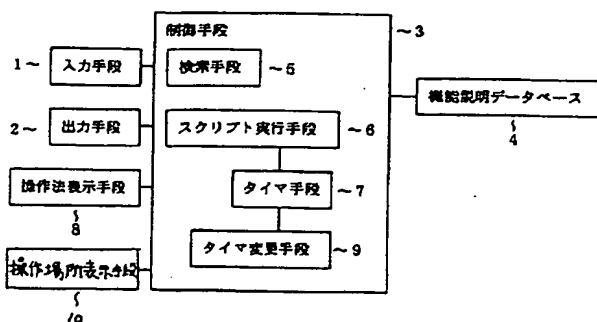 制御手段
~3
1~
入力手段
検索手段
~5
機能説明データベース
4
2~
出力手段
スクリプト実行手段
~6
操作法表示手段
8
タイマ手段
~7
タイマ変更手段
~9
操作場所表示手段
10